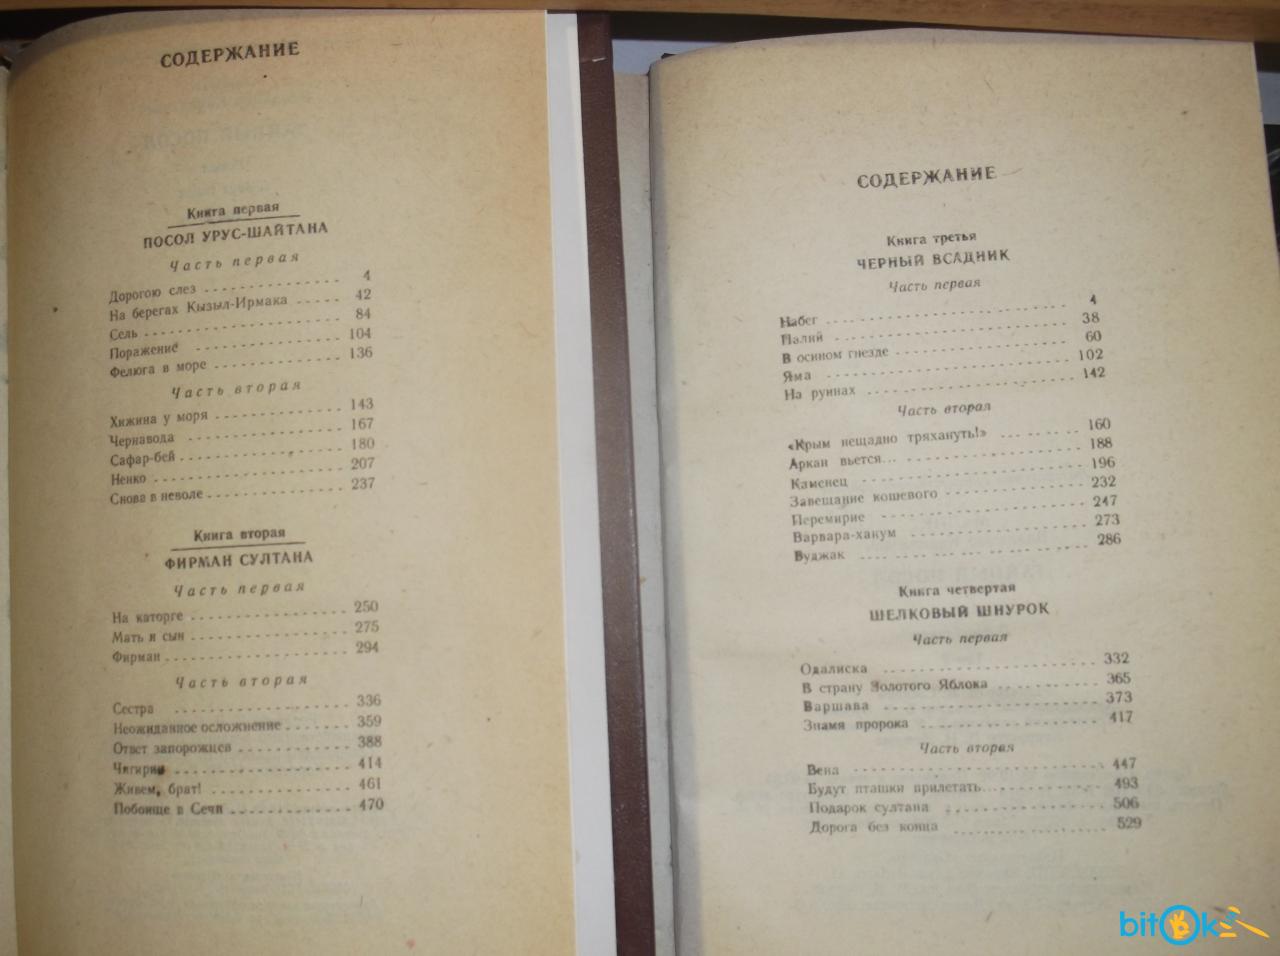 СОДЕРЖАНИЕ
Книга первая
ПОСОЛ УРУС-ШАЙТАНА
Часть первая
Дорогою слез 4
На берегах Кызыл-Ирмака 42
Сель 84
Поражение 104
Фелюга в море 136
Часть вторая
Хижина у моря 143
Чернавода 167
Сафар-бей 180
Ненко 207
Снова в неволе 237
Книга вторая
ФИРМАН СУЛТАНА
Часть первая
На каторге 250
Мать и сын 275
Фирман 294
Часть вторая
Сестра 336
Неожиданное осложнение 359
Ответ запорожцев 388
Чигирин 414
Живем, брат! 461
Побоище в Сечи 470
СОДЕРЖАНИЕ
Книга третья
ЧЕРНЫЙ ВСАДНИК
Часть первая
Набег 4
Палий 38
В осином гнезде 60
Яма 102
На руинах 142
Часть вторая
«Крым нещадно тряхануть!» 160
Аркан вьется... 188
Каменец 196
Завещание кошевого 232
Перемирие 247
Варвара-ханум 273
Вуджак 286
Книга четвертая
ШЕЛКОВЫЙ ШНУРОК
Часть первая
Одалиска 332
В страну Золотого Яблока 365
Варшава 373
Знамя пророка 417
Часть вторая
Вена 447
Будут пташки прилетать... 493
Подарок султана 506
Дорога без конца 529
bitOk